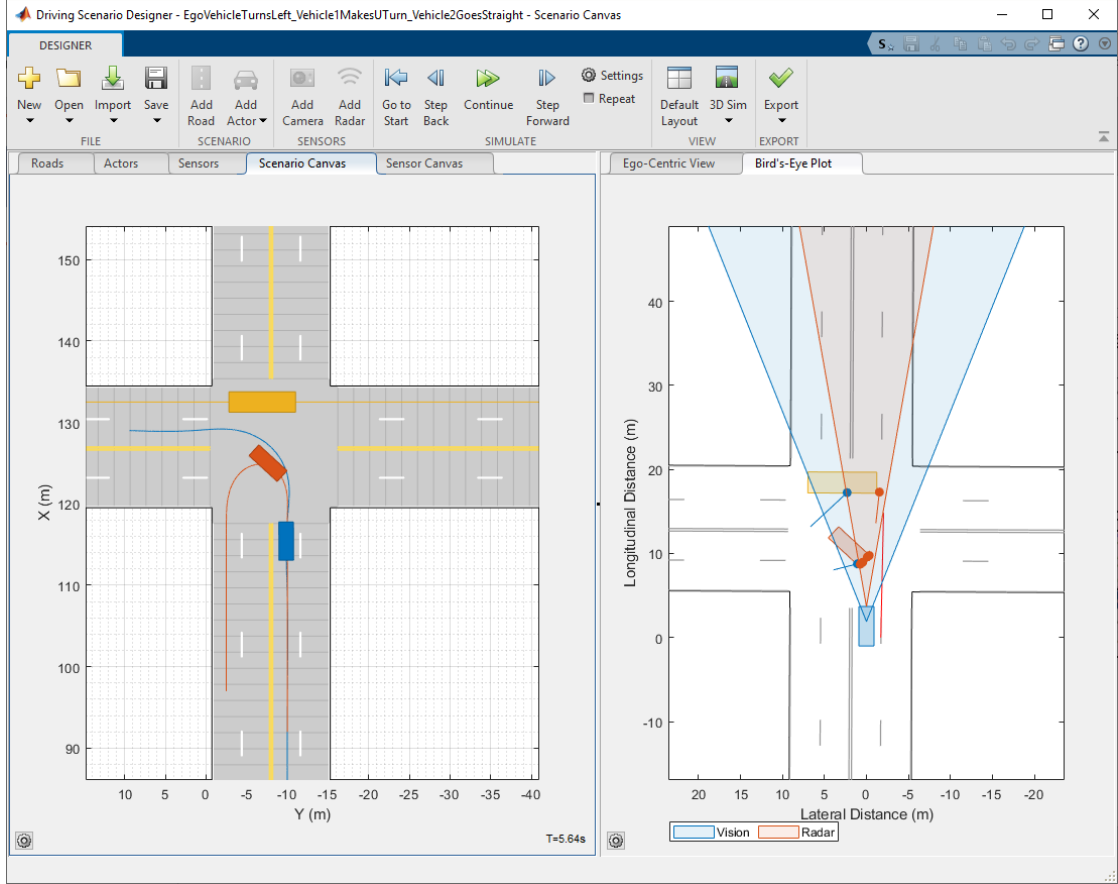 Driving Scenario Designer - EgoVehicleTurnsLeft_Vehicle1MakesUTurn_Vehicle2GoesStraight - Scenario Canvas
DESIGNER
New Open Import Save Add Road Add Actor Add Camera Add Radar Go to Start Step Back Continue Step Forward Settings Repeat Default Layout 3D Sim Export
FILE SCENARIO SENSORS SIMULATE VIEW EXPORT
Roads Actors Sensors Scenario Canvas Sensor Canvas
150
140
130
120
110
100
90
X (m)
10 5 0 -5 -10 -15 -20 -25 -30 -35 -40
Y (m)
T=5.64s
Ego-Centric View Bird's-Eye Plot
40
30
20
10
0
-10
Longitudinal Distance (m)
20 15 10 5 0 -5 -10 -15 -20
Lateral Distance (m)
Vision Radar